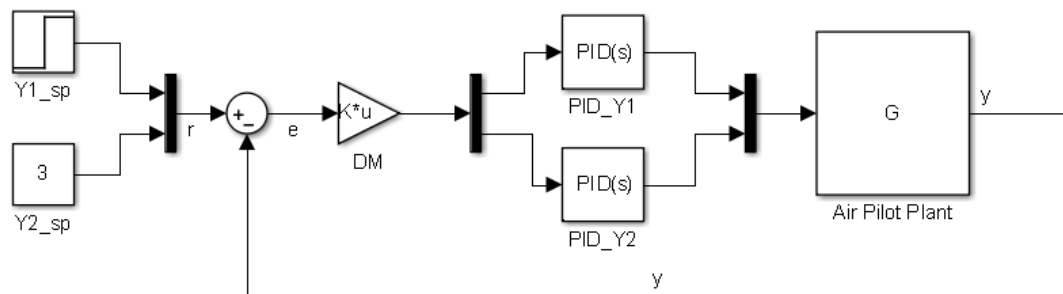 Y1_sp
3
Y2_sp
r
+
-
e
K*u
DM
PID(s)
PID_Y1
PID(s)
PID_Y2
G
Air Pilot Plant
y
y